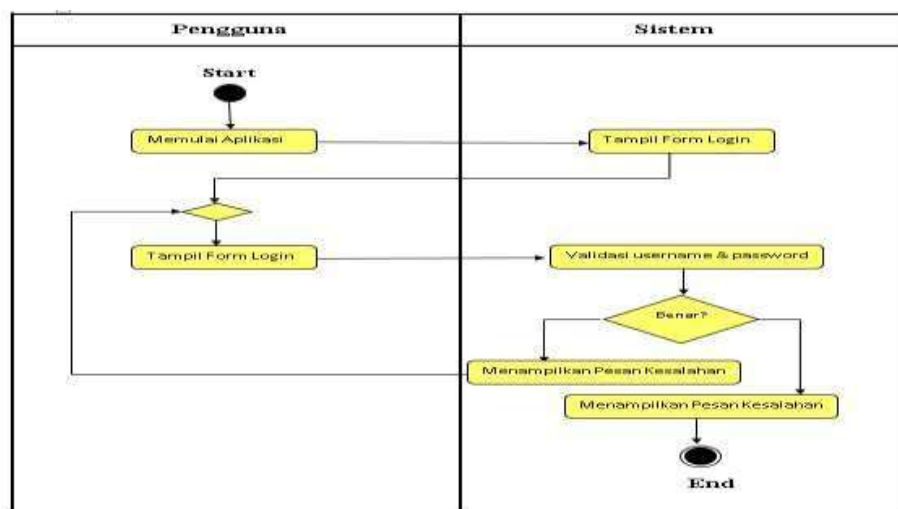 Pengguna
Sistem
Start
Memulai Aplikasi
Tampil Form Login
Tampil Form Login
Validasi username & password
Benar?
Menampilkan Pesan Kesalahan
Menampilkan Pesan Kesalahan
End